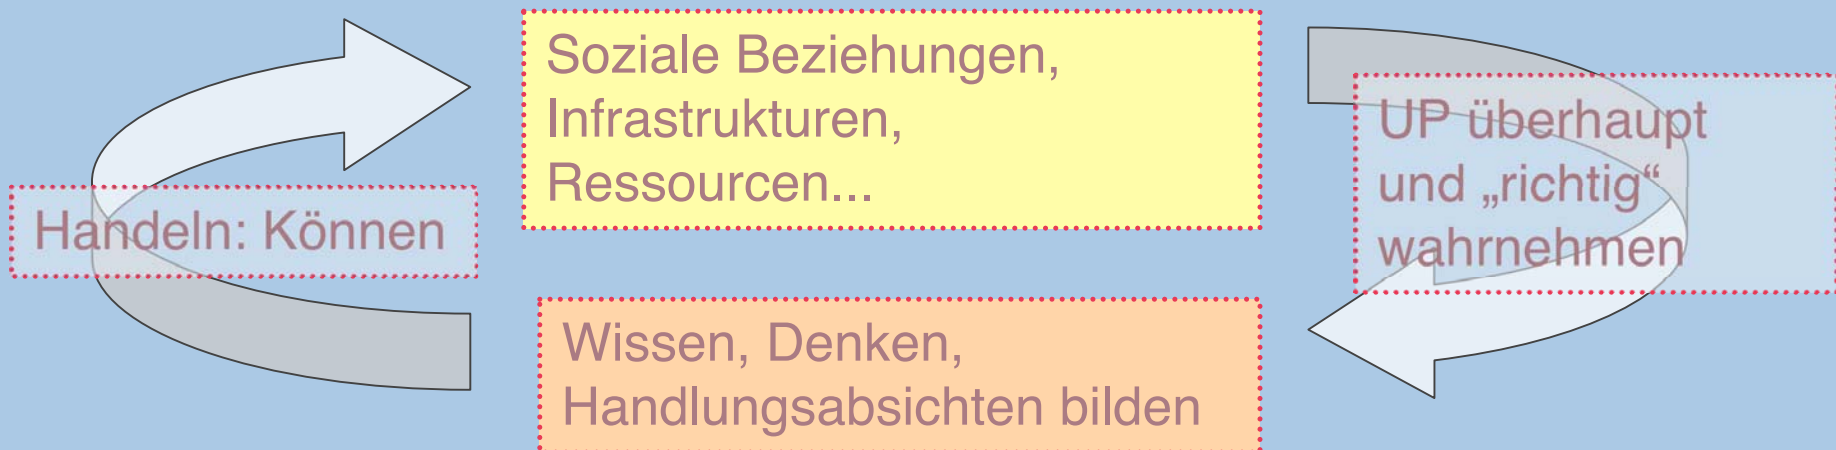 Soziale Beziehungen,
Infrastrukturen,
Ressourcen...
UP überhaupt
und „richtig“
wahrnehmen
Handeln: Können
Wissen, Denken,
Handlungsabsichten bilden